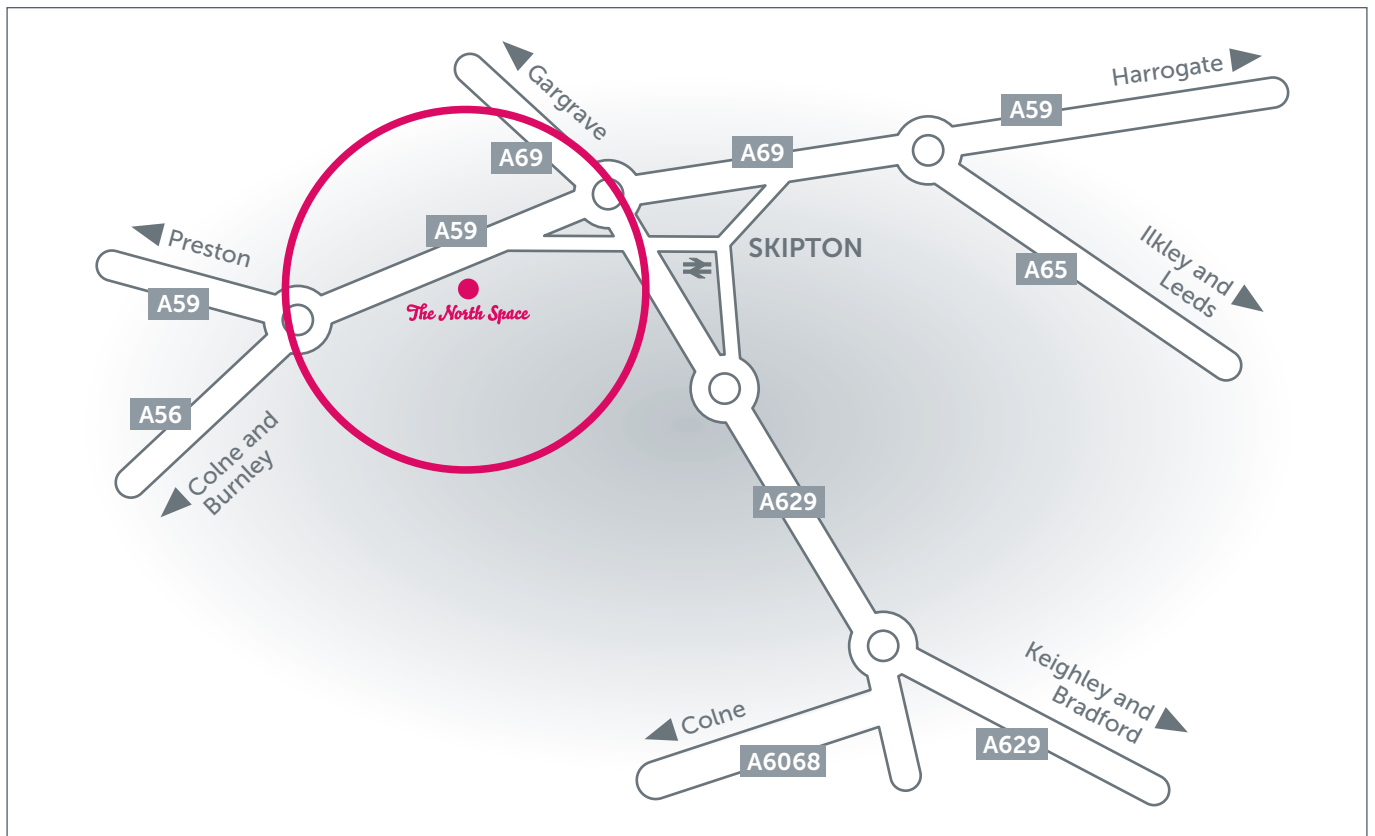 Gargrave
Harrogate
A59
A69
A69
Preston
A59
SKIPTON
Ilkley and
Leeds
A65
A59
The North Space
A56
Colne and
Burnley
A629
Keighley and
Bradford
Colne
A629
A6068